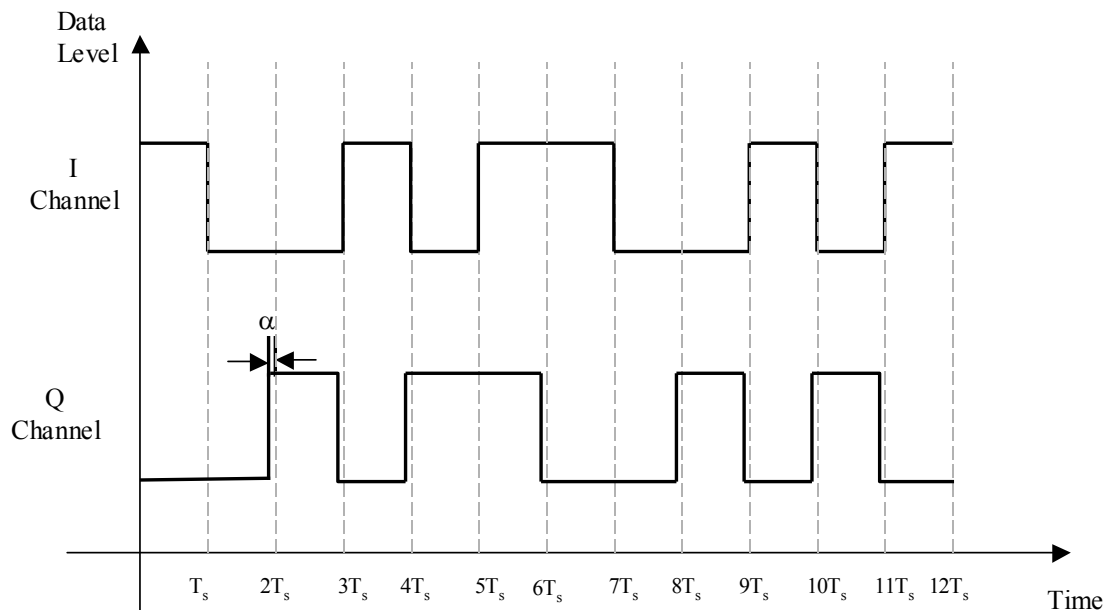 Data
Level
I
Channel
α
Q
Channel
Tₛ 2Tₛ 3Tₛ 4Tₛ 5Tₛ 6Tₛ 7Tₛ 8Tₛ 9Tₛ 10Tₛ 11Tₛ 12Tₛ
Time